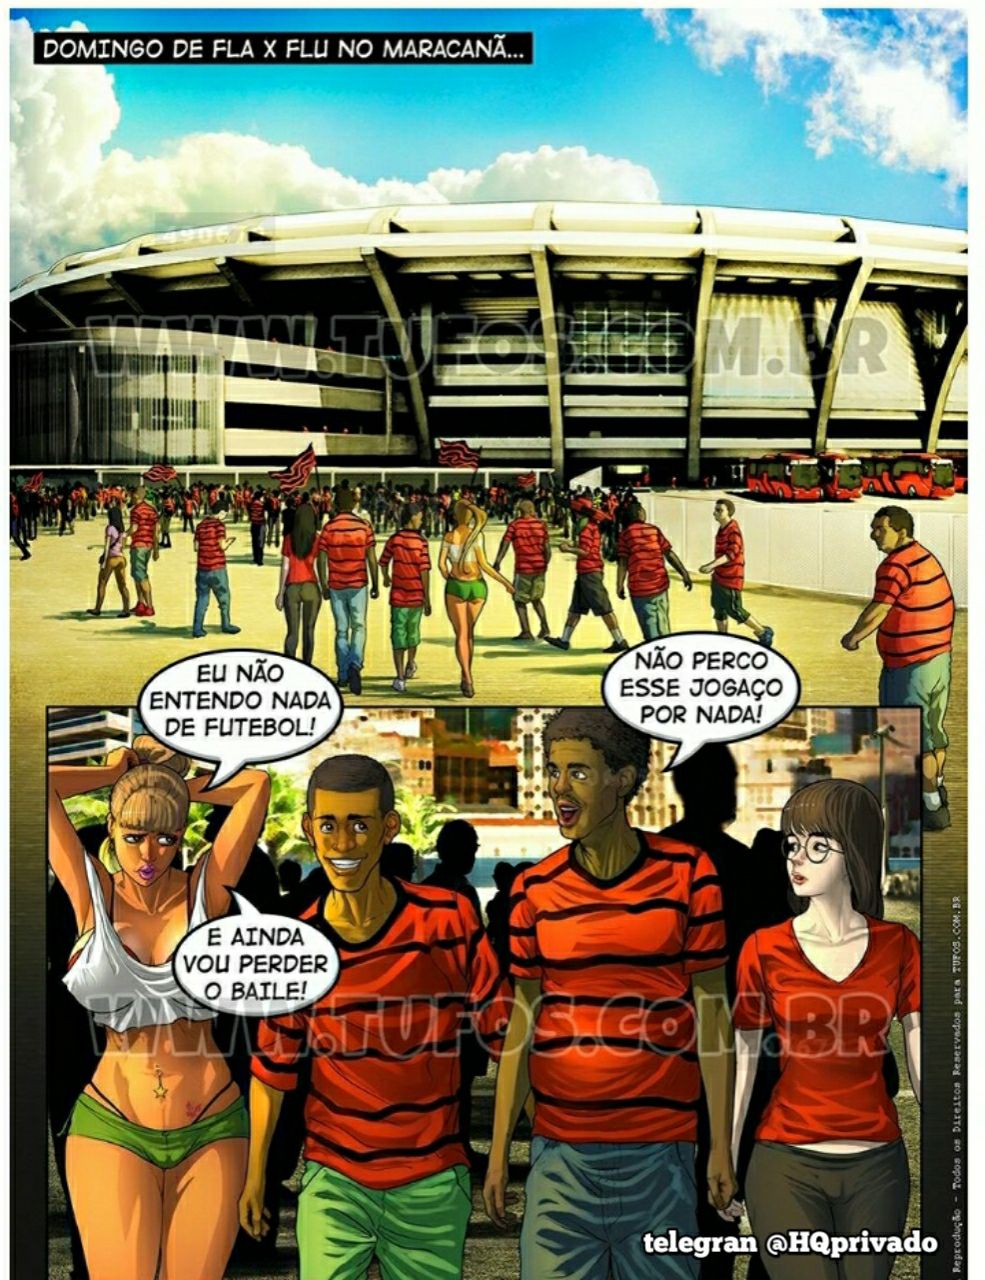 DOMINGO DE FLA X FLU NO MARACANÃ...
WWW.TUFOS.COM.BR
EU NÃO
ENTENDO NADA
DE FUTEBOL!
NÃO PERCO
ESSE JOGAÇO
POR NADA!
E AINDA
VOU PERDER
O BAILE!
WWW.TUFOS.COM.BR
Reprodução - Todos os Direitos Reservados para TUFOS.COM.BR
telegran @HQprivado